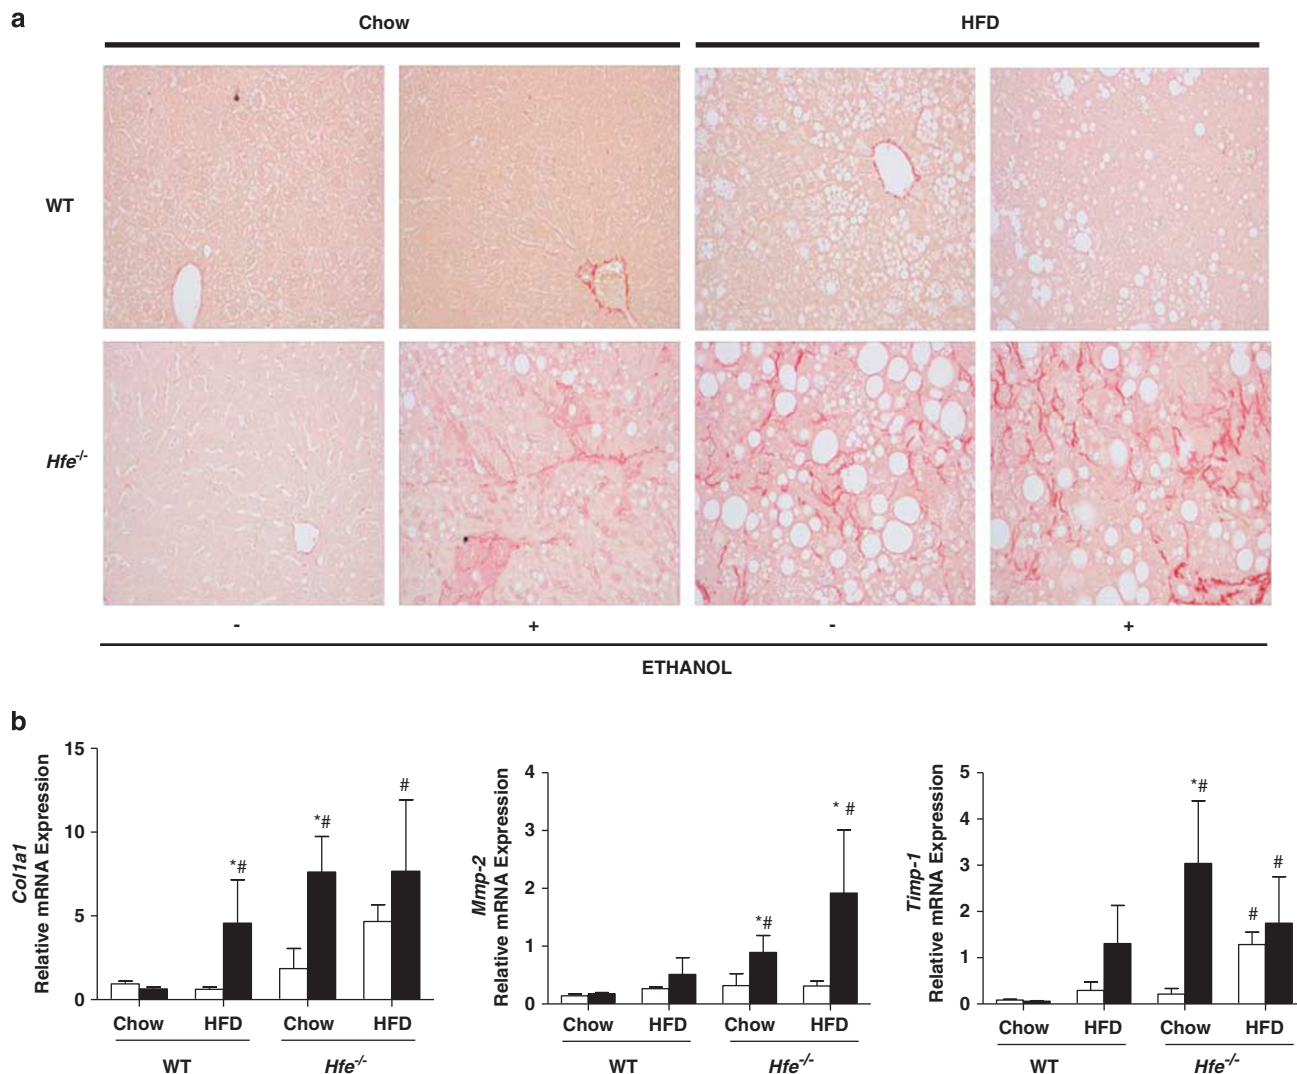 a
Chow HFD
WT
Hfe-/-
- + - +
ETHANOL
b
Col1a1
Relative mRNA Expression
15
10
5
0
*#
*#
#
Chow HFD Chow HFD
WT Hfe-/-
Mmp-2
Relative mRNA Expression
4
3
2
1
0
*#
* #
Chow HFD Chow HFD
WT Hfe-/-
Timp-1
Relative mRNA Expression
5
4
3
2
1
0
*#
#
#
Chow HFD Chow HFD
WT Hfe-/-